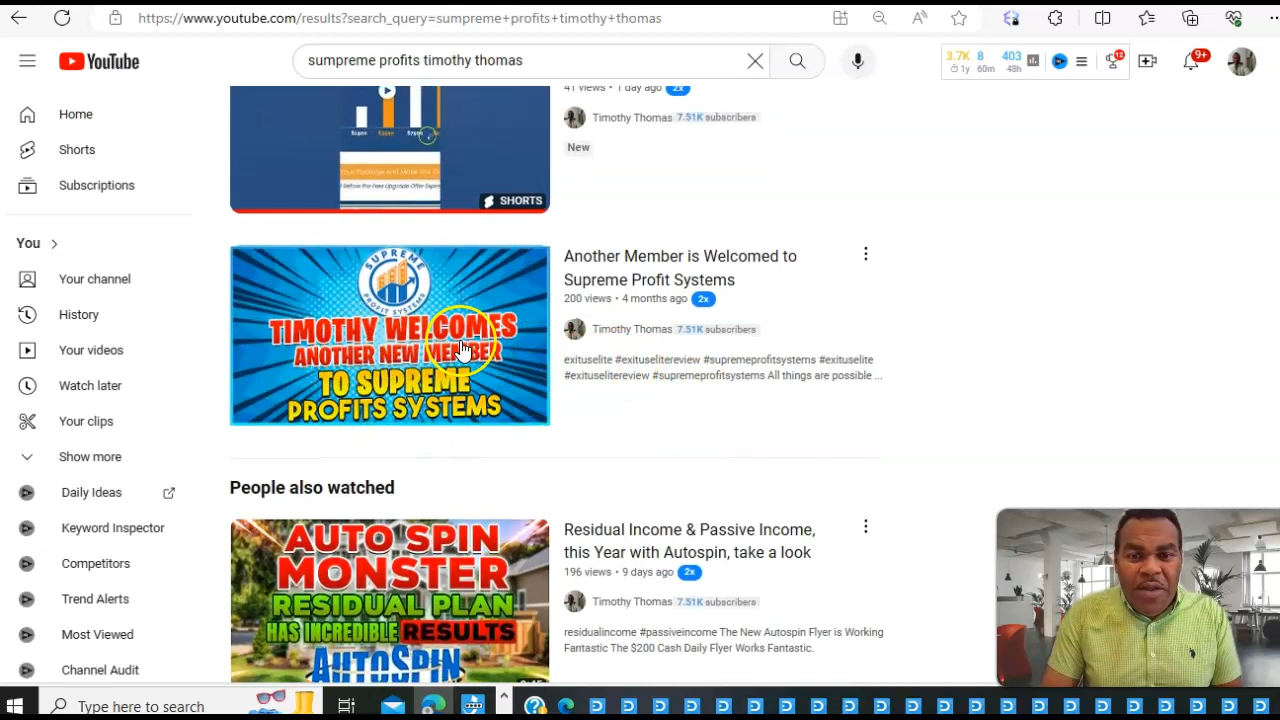 https://www.youtube.com/results?search_query=sumpreme+profits+timothy+thomas
YouTube
sumpreme profits timothy thomas
3.7K 8 403
1y 60m 48h
12
9+
Home
Shorts
Subscriptions
You
Your channel
History
Your videos
Watch later
Your clips
Show more
Daily Ideas
Keyword Inspector
Competitors
Trend Alerts
Most Viewed
Channel Audit
SHORTS
41 views • 1 day ago 2x
Timothy Thomas 7.51K subscribers
New
SUPREME
PROFIT SYSTEMS
TIMOTHY WELCOMES
ANOTHER NEW MEMBER
TO SUPREME
PROFITS SYSTEMS
Another Member is Welcomed to
Supreme Profit Systems
200 views • 4 months ago 2x
Timothy Thomas 7.51K subscribers
exituselite #exituselitereview #supremeprofitsystems #exituselite
#exituselitereview #supremeprofitsystems All things are possible ...
People also watched
AUTO SPIN
MONSTER
RESIDUAL PLAN
HAS INCREDIBLE RESULTS
AUTOSPIN
Residual Income & Passive Income,
this Year with Autospin, take a look
196 views • 9 days ago 2x
Timothy Thomas 7.51K subscribers
residualincome #passiveincome The New Autospin Flyer is Working
Fantastic The $200 Cash Daily Flyer Works Fantastic.
Type here to search